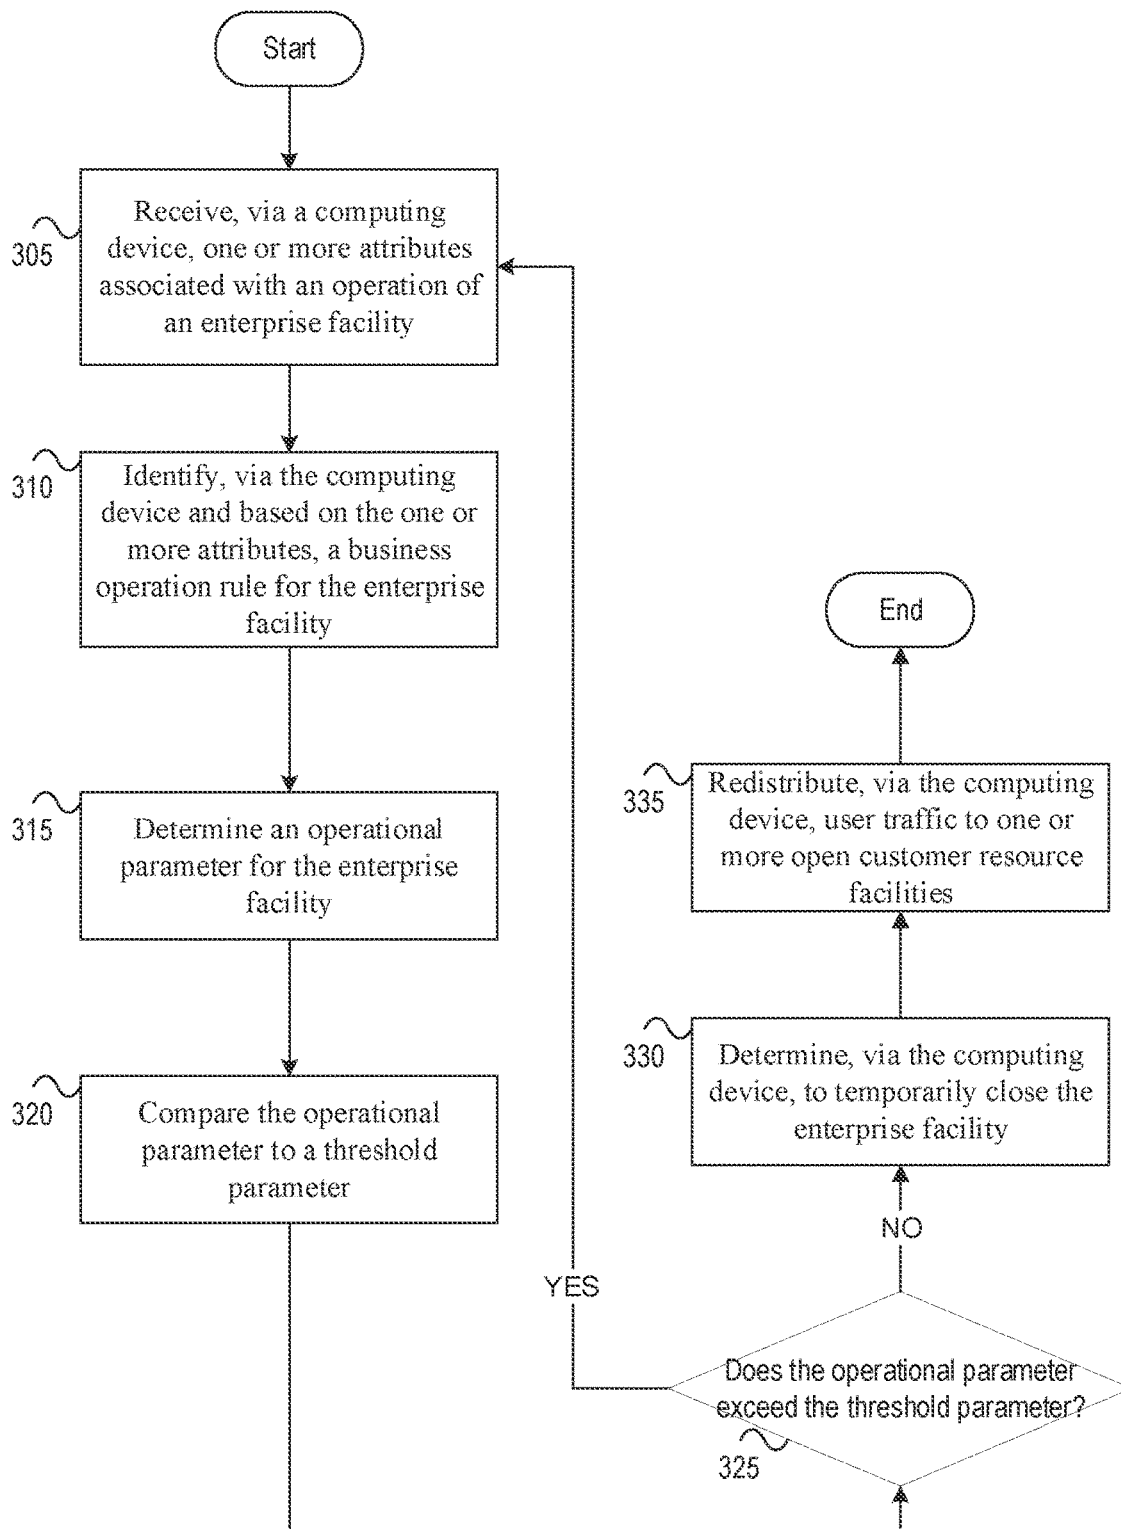 Start
305
Receive, via a computing
device, one or more attributes
associated with an operation of
an enterprise facility
310
Identify, via the computing
device and based on the one or
more attributes, a business
operation rule for the enterprise
facility
315
Determine an operational
parameter for the enterprise
facility
320
Compare the operational
parameter to a threshold
parameter
YES
Does the operational parameter
exceed the threshold parameter?
325
NO
330
Determine, via the computing
device, to temporarily close the
enterprise facility
335
Redistribute, via the computing
device, user traffic to one or
more open customer resource
facilities
End